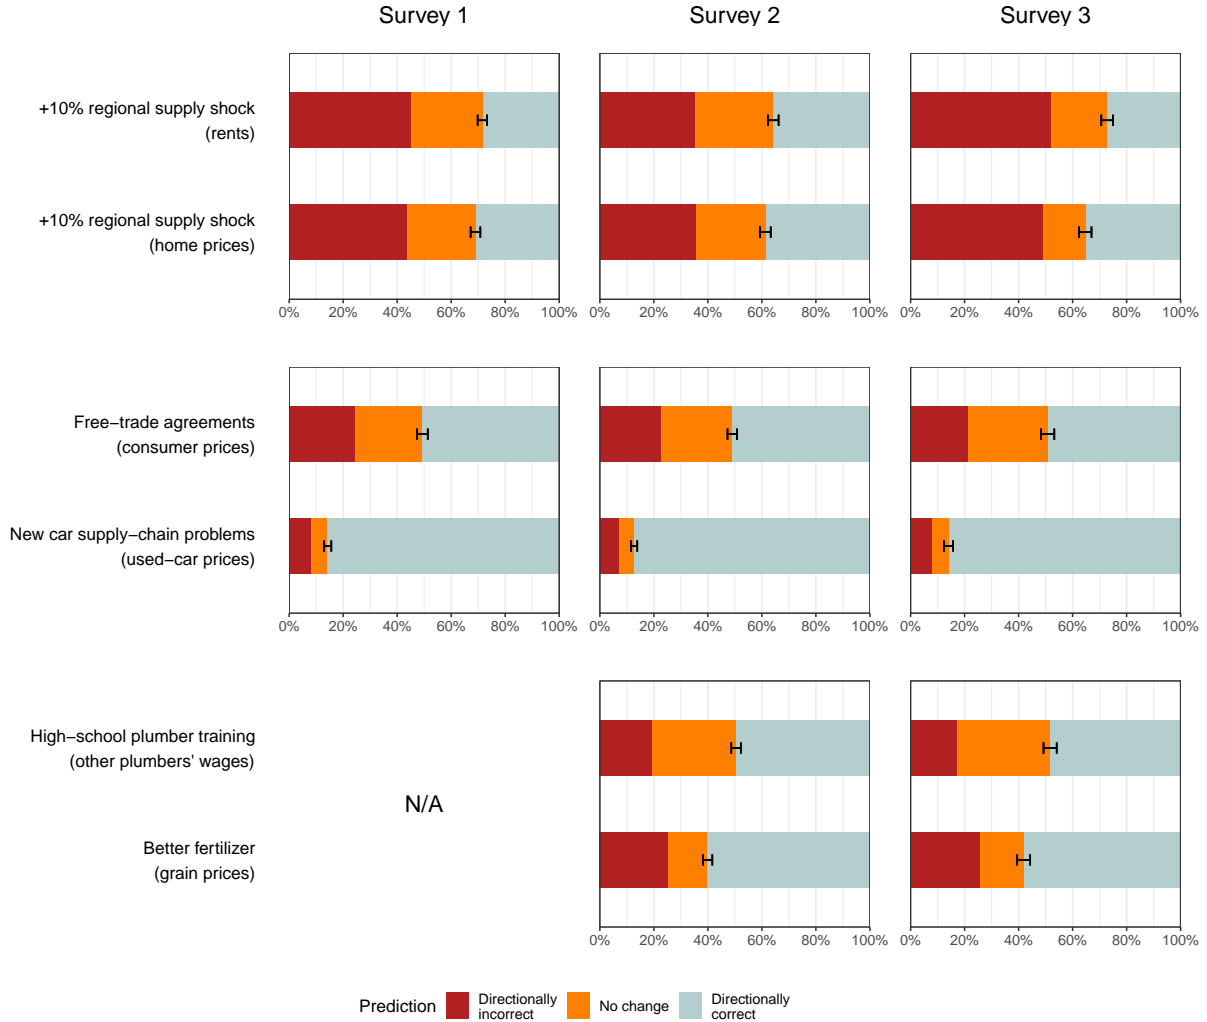 Survey 1
Survey 2
Survey 3
+10% regional supply shock
(rents)
+10% regional supply shock
(home prices)
0% 20% 40% 60% 80% 100%
0% 20% 40% 60% 80% 100%
0% 20% 40% 60% 80% 100%
Free−trade agreements
(consumer prices)
New car supply−chain problems
(used−car prices)
0% 20% 40% 60% 80% 100%
0% 20% 40% 60% 80% 100%
0% 20% 40% 60% 80% 100%
High−school plumber training
(other plumbers' wages)
N/A
Better fertilizer
(grain prices)
0% 20% 40% 60% 80% 100%
0% 20% 40% 60% 80% 100%
Prediction
Directionally
incorrect
No change
Directionally
correct